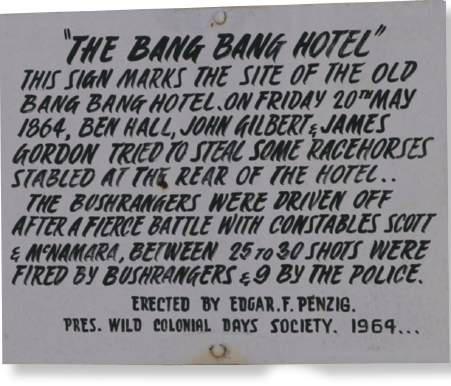 "THE BANG BANG HOTEL"
THIS SIGN MARKS THE SITE OF THE OLD
BANG BANG HOTEL. ON FRIDAY 20TH MAY
1864, BEN HALL, JOHN GILBERT & JAMES
GORDON TRIED TO STEAL SOME RACEHORSES
STABLED AT THE REAR OF THE HOTEL..
THE BUSHRANGERS WERE DRIVEN OFF
AFTER A FIERCE BATTLE WITH CONSTABLES SCOTT
& McNAMARA, BETWEEN 25 TO 30 SHOTS WERE
FIRED BY BUSHRANGERS & 9 BY THE POLICE.
ERECTED BY EDGAR.F. PENZIG.
PRES. WILD COLONIAL DAYS SOCIETY. 1964...